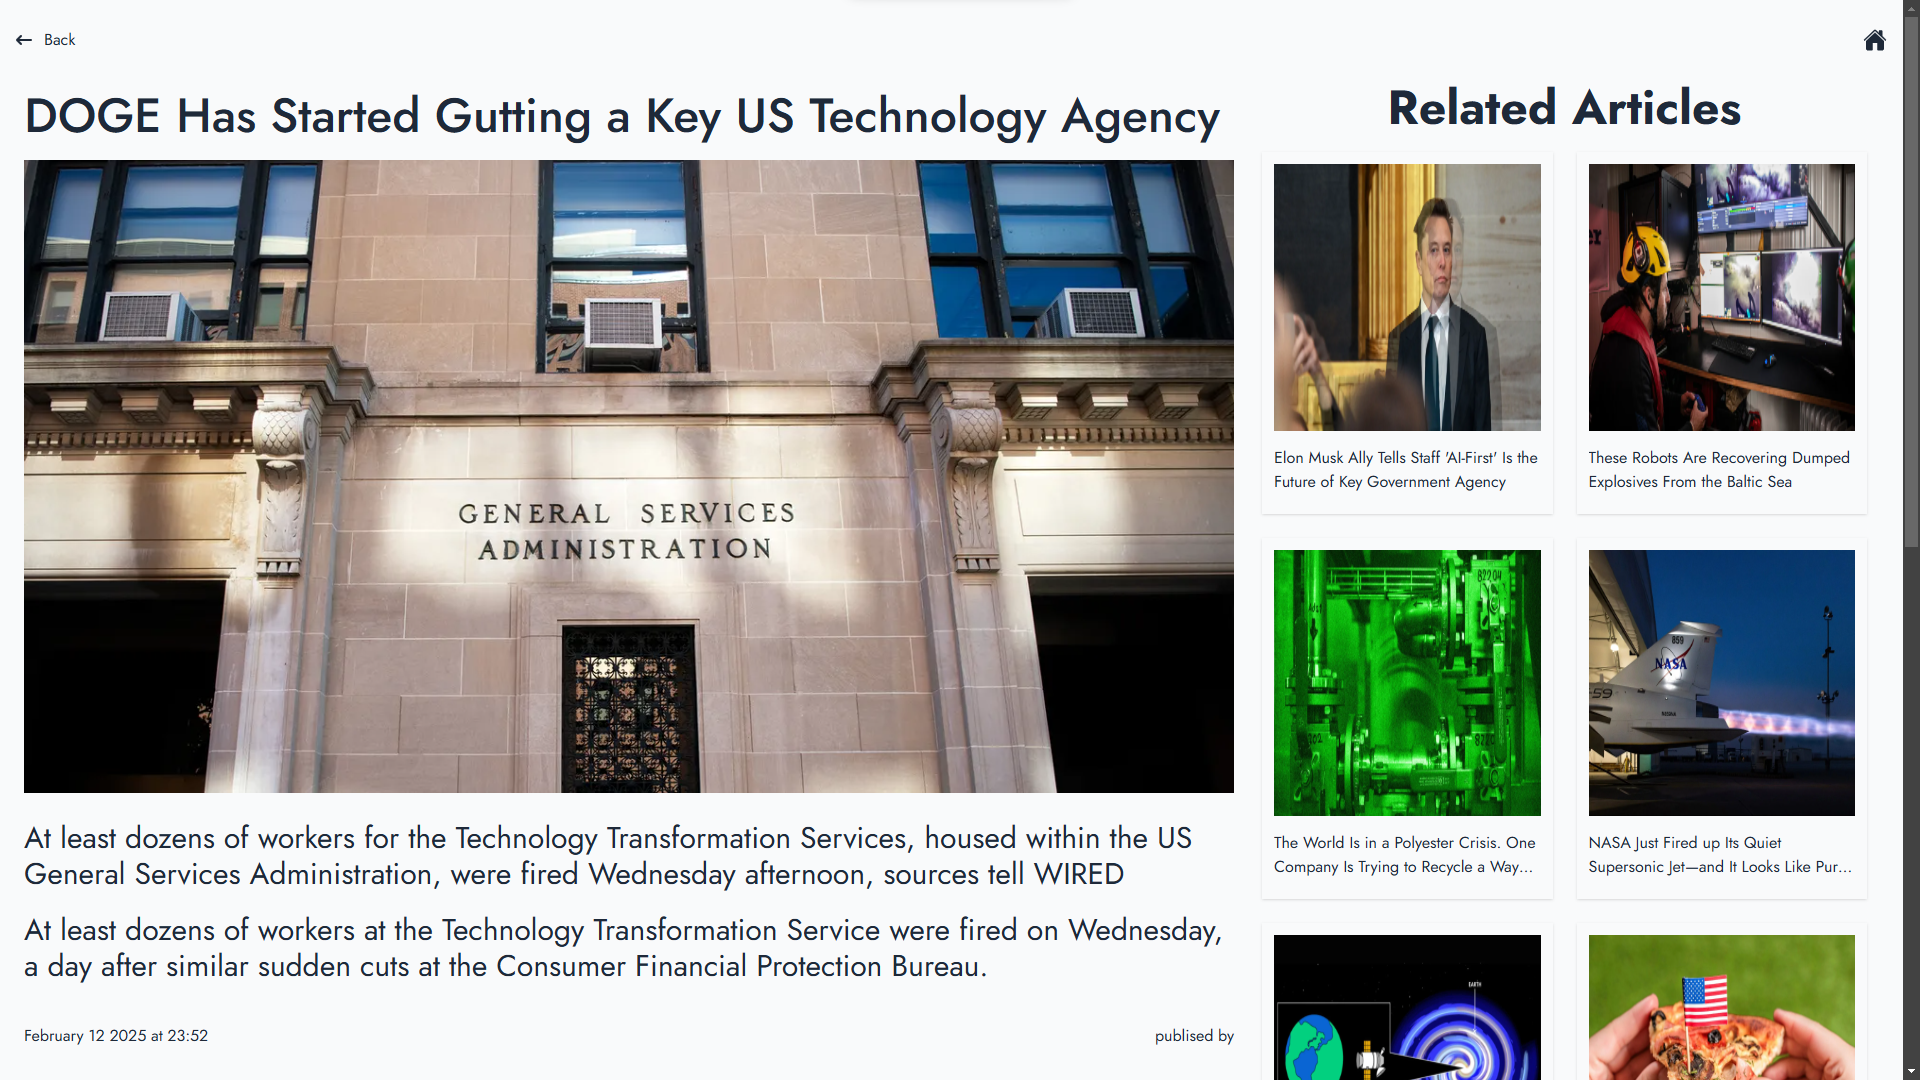 Back
DOGE Has Started Gutting a Key US Technology Agency
GENERAL SERVICES
ADMINISTRATION
At least dozens of workers for the Technology Transformation Services, housed within the US
General Services Administration, were fired Wednesday afternoon, sources tell WIRED
At least dozens of workers at the Technology Transformation Service were fired on Wednesday,
a day after similar sudden cuts at the Consumer Financial Protection Bureau.
February 12 2025 at 23:52
publised by
Related Articles
Elon Musk Ally Tells Staff 'AI-First' Is the
Future of Key Government Agency
These Robots Are Recovering Dumped
Explosives From the Baltic Sea
82204
The World Is in a Polyester Crisis. One
Company Is Trying to Recycle a Way...
859
NASA
NASA Just Fired up Its Quiet
Supersonic Jet—and It Looks Like Pur...
EARTH